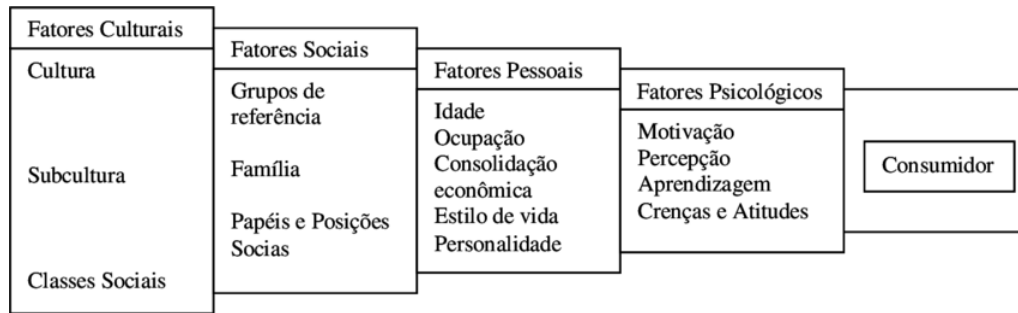 Fatores Culturais
Cultura
Subcultura
Classes Sociais
Fatores Sociais
Grupos de
referência
Família
Papéis e Posições
Socias
Fatores Pessoais
Idade
Ocupação
Consolidação
econômica
Estilo de vida
Personalidade
Fatores Psicológicos
Motivação
Percepção
Aprendizagem
Crenças e Atitudes
Consumidor